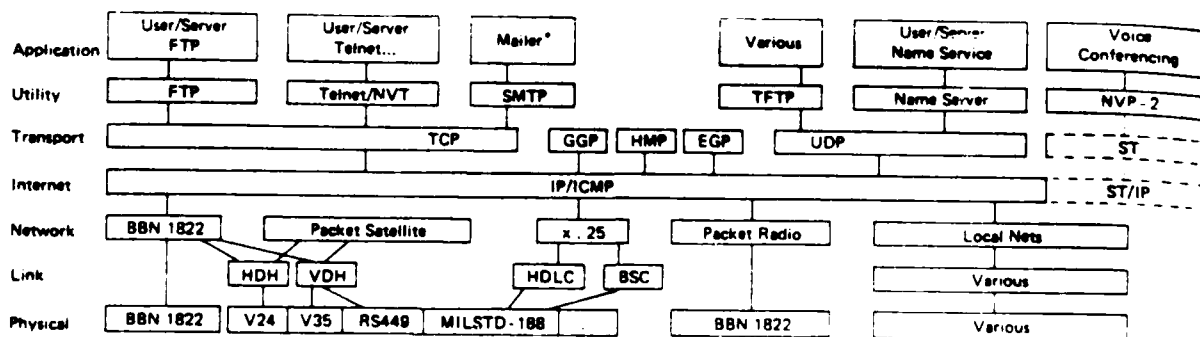 Application
User/Server
FTP
User/Server
Telnet...
Mailer*
Various
User/Server
Name Service
Voice
Conferencing
Utility
FTP
Telnet/NVT
SMTP
TFTP
Name Server
NVP-2
Transport
TCP
GGP
HMP
EGP
UDP
ST
Internet
IP/ICMP
ST/IP
Network
BBN 1822
Packet Satellite
x.25
Packet Radio
Local Nets
Link
HDH
VDH
HDLC
BSC
Various
Physical
BBN 1822
V24
V35
RS449
MILSTD-188
BBN 1822
Various